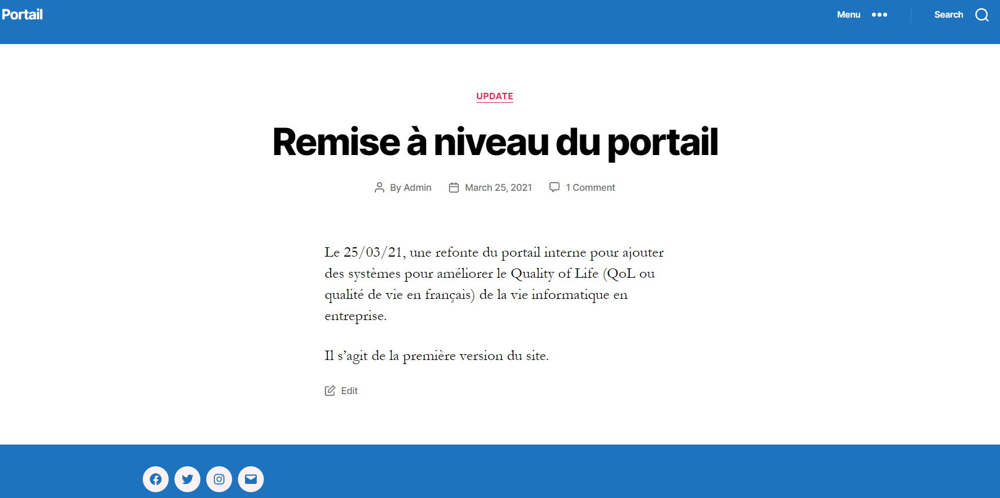 Portail
Menu
Search
UPDATE
Remise à niveau du portail
By Admin
March 25, 2021
1 Comment
Le 25/03/21, une refonte du portail interne pour ajouter
des systèmes pour améliorer le Quality of Life (QoL ou
qualité de vie en français) de la vie informatique en
entreprise.
Il s’agit de la première version du site.
Edit